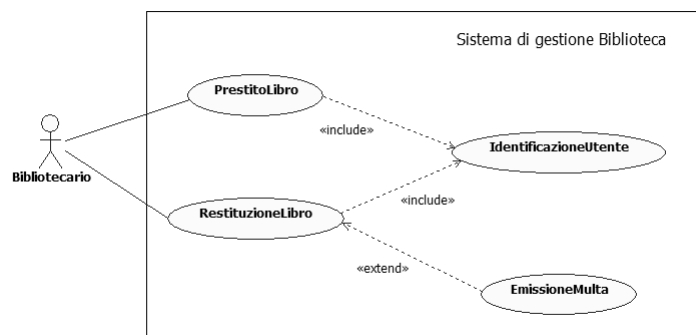 Sistema di gestione Biblioteca
PrestitoLibro
«include»
IdentificazioneUtente
Bibliotecario
«include»
RestituzioneLibro
«extend»
EmissioneMulta